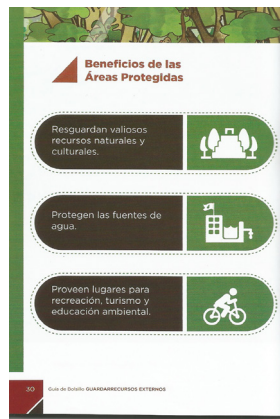 Beneficios de las
Áreas Protegidas
Resguardan valiosos
recursos naturales y
culturales.
Protegen las fuentes de
agua.
Proveen lugares para
recreación, turismo y
educación ambiental.
30 Guía de Bolsillo GUARDARRECURSOS EXTERNOS